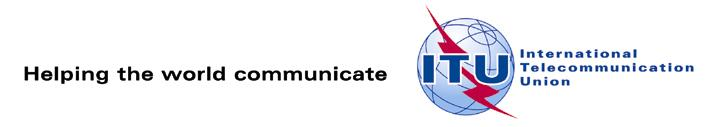 Helping the world communicate
ITU
International
Telecommunication
Union